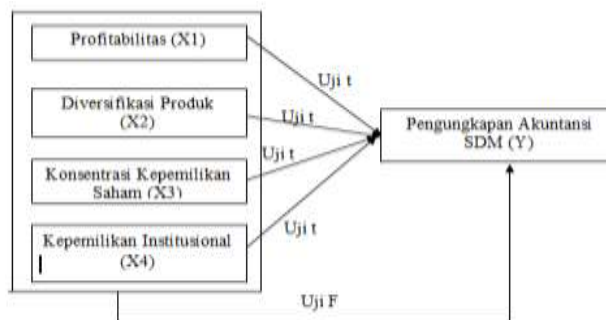 Profitabilitas (X1)
Uji t
Diversifikasi Produk
(X2)
Uji t
Pengungkapan Akuntansi
SDM (Y)
Uji t
Konsentrasi Kepemilikan
Saham (X3)
Uji t
Kepemilikan Institusional
(X4)
Uji F